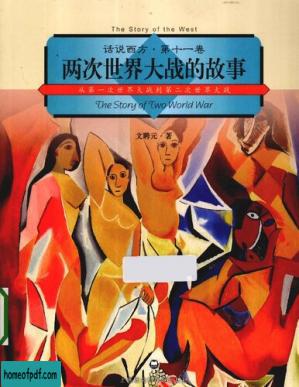 The Story of the West
话说西方·第十一卷
两次世界大战的故事
从第一次世界大战到第二次世界大战
The Story of Two World War
文聘元·著
homeofpdf.com